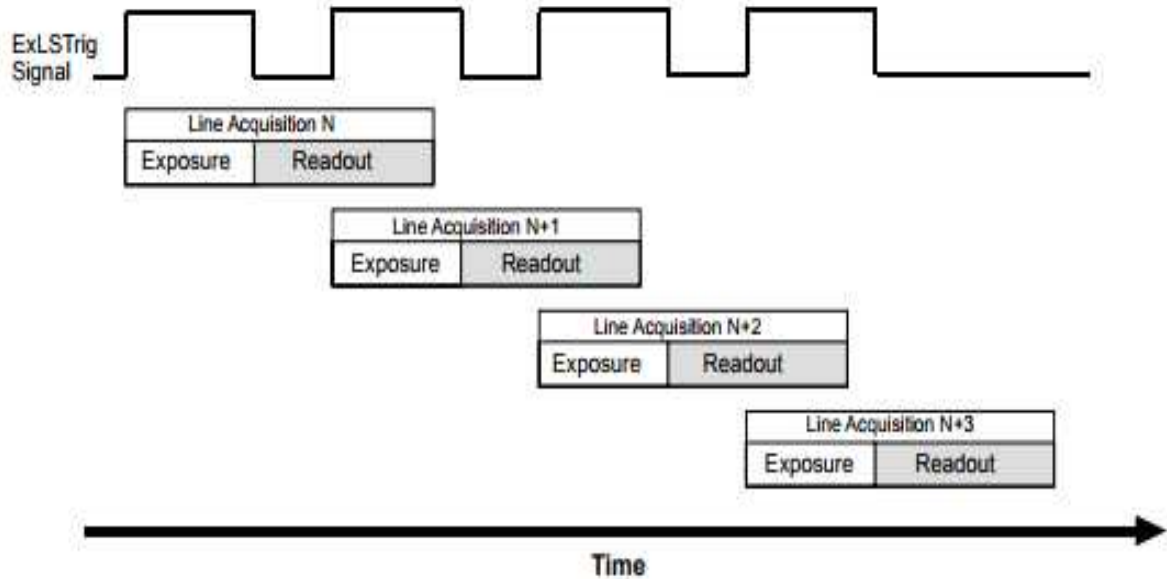 ExLSTrig
Signal
Line Acquisition N
Exposure Readout
Line Acquisition N+1
Exposure Readout
Line Acquisition N+2
Exposure Readout
Line Acquisition N+3
Exposure Readout
Time